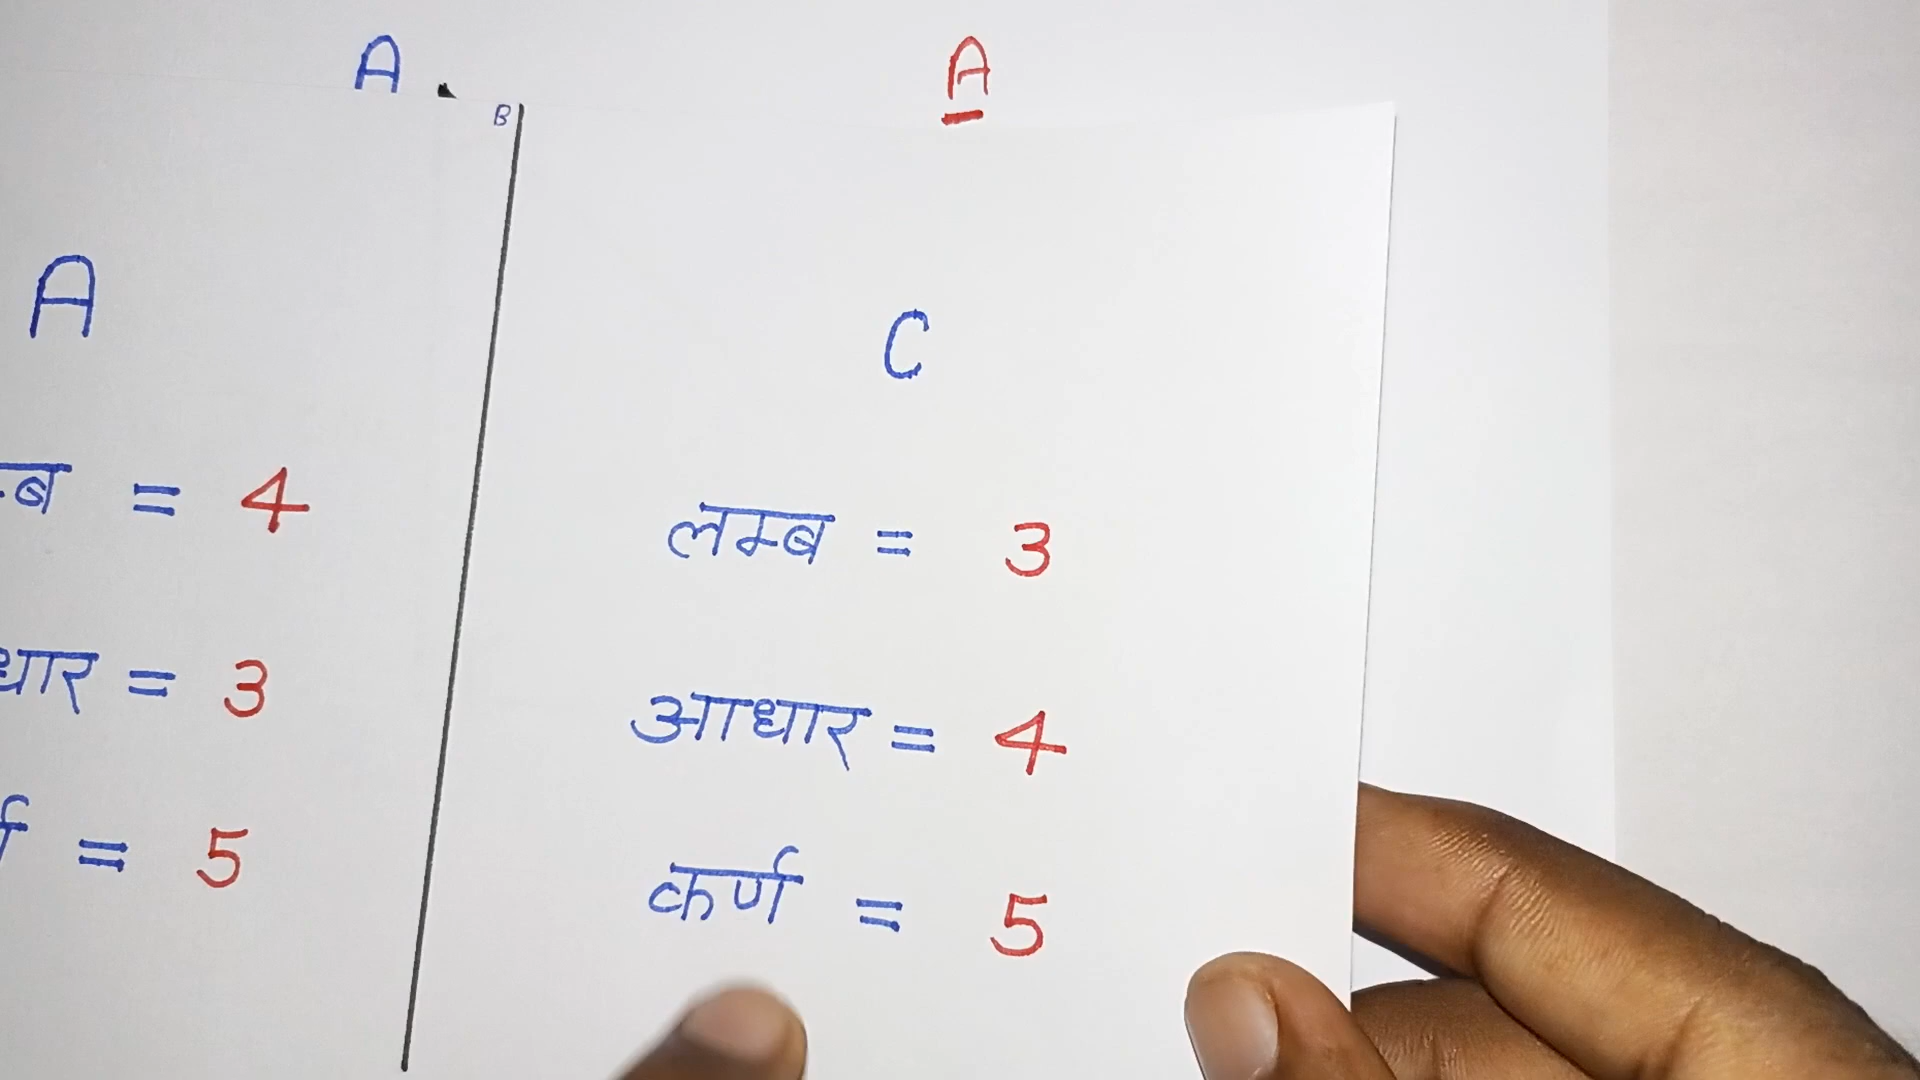 A A
B
A
C
= 4
लम्ब = 3
= 3
आधार = 4
= 5
कर्ण = 5